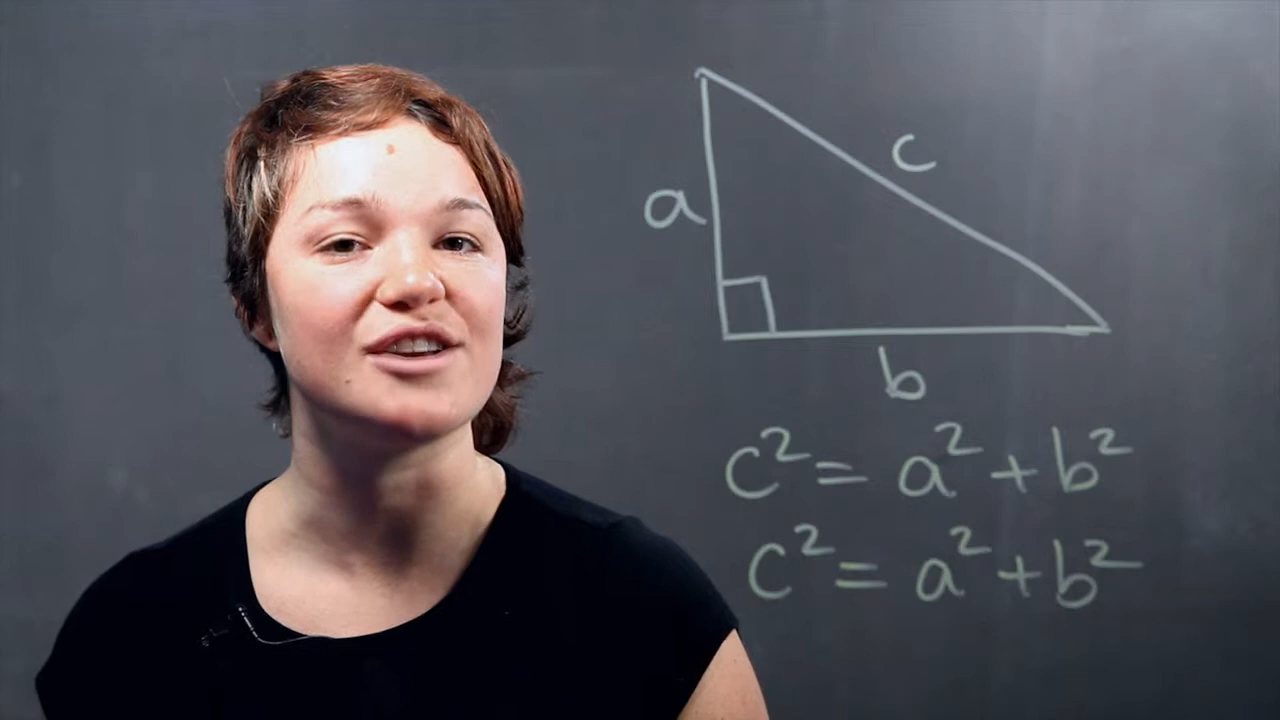 a
c
b
c² = a² + b²
c² = a² + b²